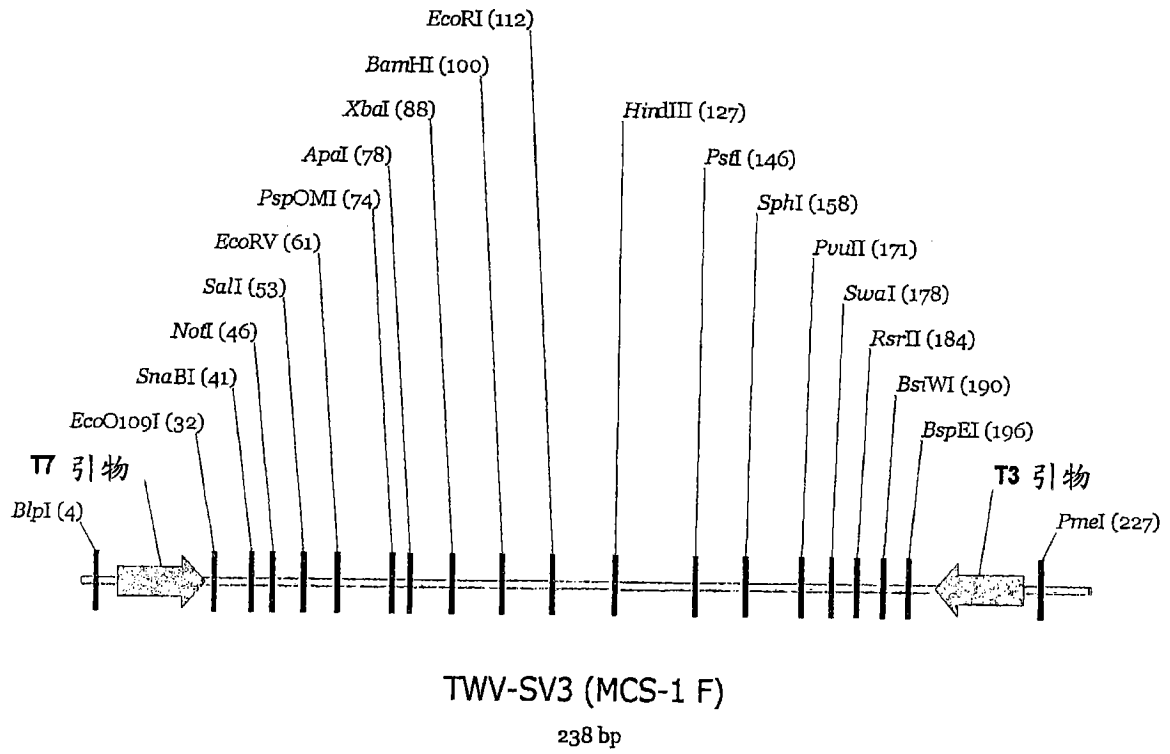 EcoRI (112)
BamHI (100)
XbaI (88)
HindIII (127)
ApaI (78)
PstI (146)
PspOMI (74)
SphI (158)
EcoRV (61)
PvuII (171)
SalI (53)
SwaI (178)
NotI (46)
RsrII (184)
SnaBI (41)
BsiWI (190)
EcoO109I (32)
BspEI (196)
T7 引物
T3 引物
BlpI (4)
PmeI (227)
TWV-SV3 (MCS-1 F)
238 bp